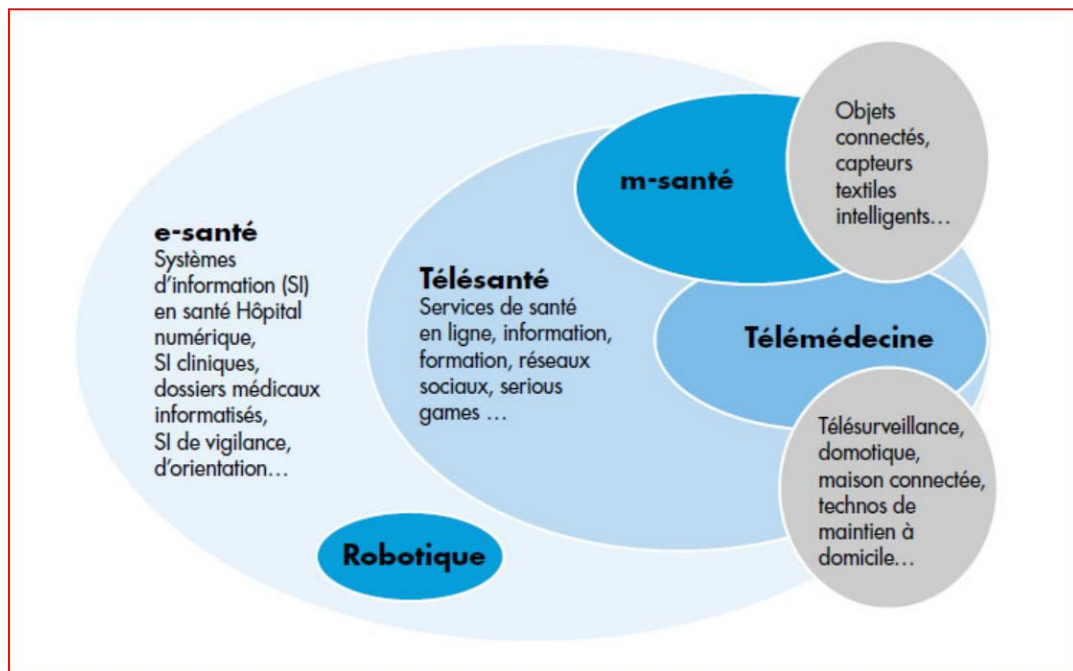 e-santé
Systèmes
d'information (SI)
en santé Hôpital
numérique,
SI cliniques,
dossiers médicaux
informatisés,
SI de vigilance,
d'orientation…
Télésanté
Services de santé
en ligne, information,
formation, réseaux
sociaux, serious
games …
m-santé
Objets
connectés,
capteurs
textiles
intelligents…
Télémédecine
Télésurveillance,
domotique,
maison connectée,
technos de
maintien à
domicile…
Robotique